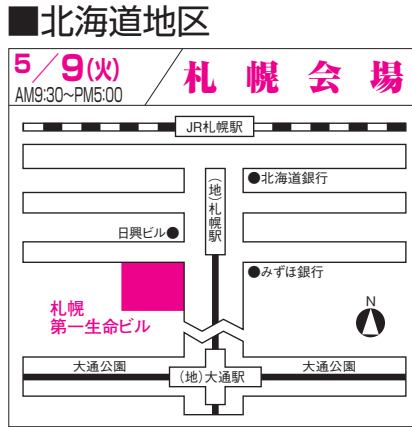 ■北海道地区
5/9(火)
AM9:30~PM5:00
札幌会場
JR札幌駅
(地)札幌駅
●北海道銀行
日興ビル●
●みずほ銀行
札幌
第一生命ビル
N
大通公園
(地)大通駅
大通公園